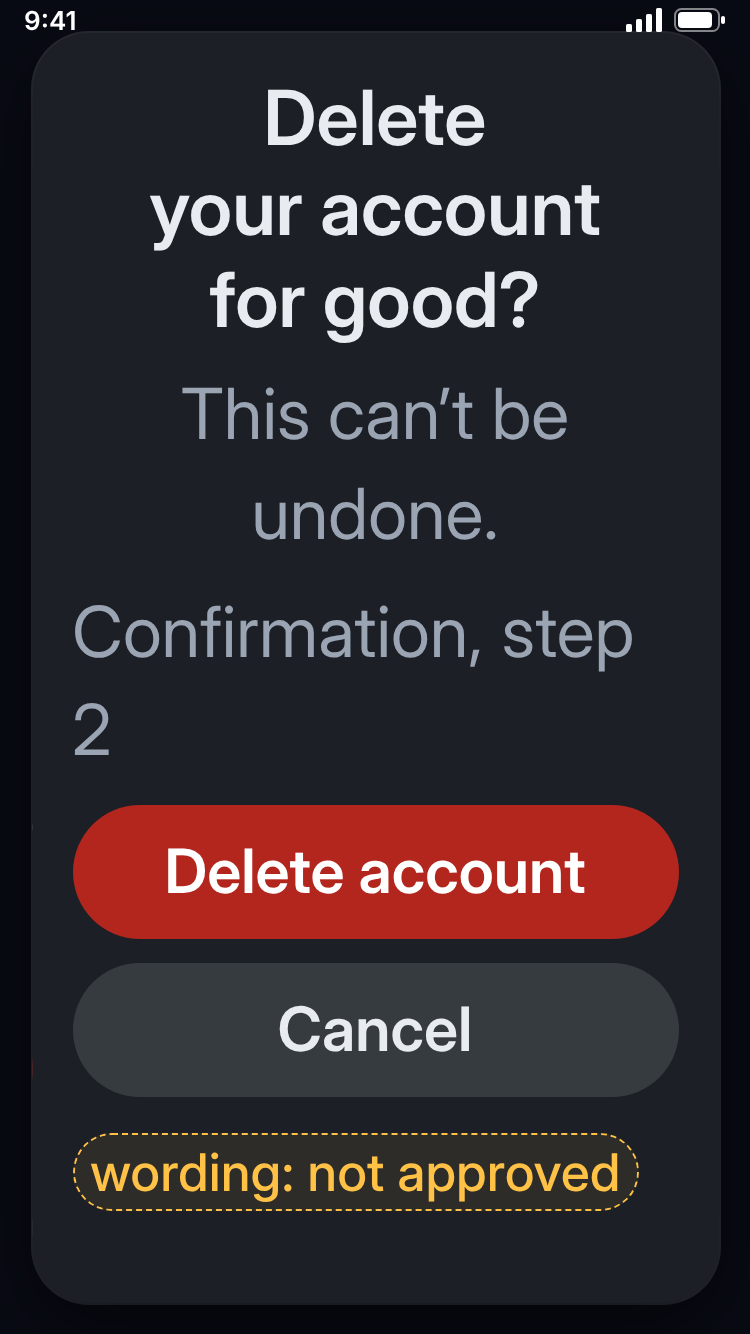 9:41
Delete
your account
for good?
This can’t be
undone.
Confirmation, step
2
Delete account
Cancel
wording: not approved